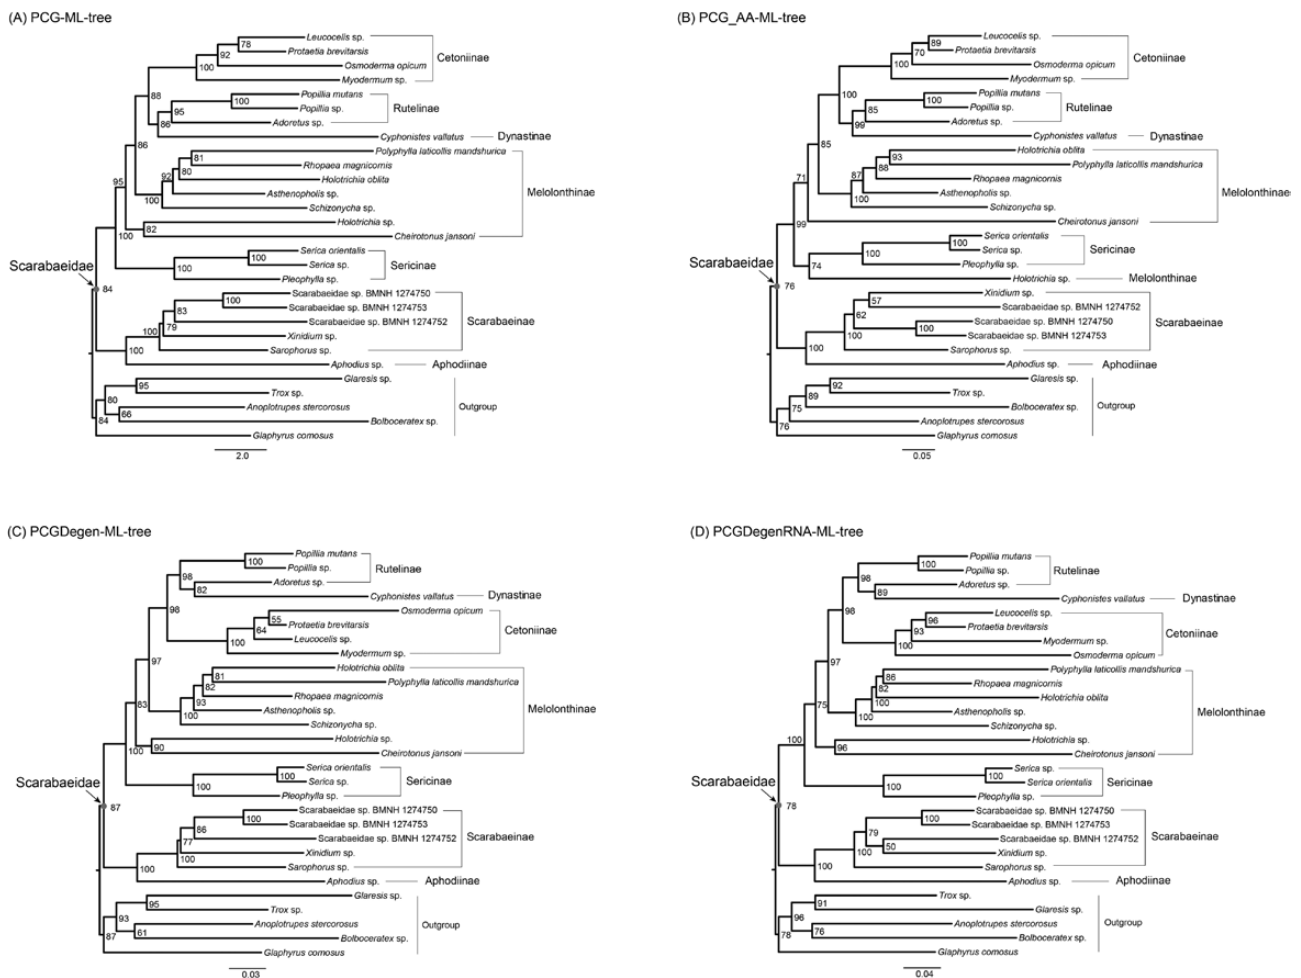 (A) PCG-ML-tree
Leucocelis sp.
Protaetia brevitarsis
Osmoderma opicum
Myodermum sp.
Cetoniinae
Popillia mutans
Popillia sp.
Adoretus sp.
Rutelinae
Cyphonistes vallatus
Dynastinae
Polyphylla laticollis mandshurica
Rhopaea magnicornis
Holotrichia oblita
Asthenopholis sp.
Schizonycha sp.
Holotrichia sp.
Cheirotonus jansoni
Melolonthinae
Serica orientalis
Serica sp.
Pleophylla sp.
Sericinae
Scarabaeidae
Scarabaeidae sp. BMNH 1274750
Scarabaeidae sp. BMNH 1274753
Scarabaeidae sp. BMNH 1274752
Xinidium sp.
Sarophorus sp.
Scarabaeinae
Aphodius sp.
Aphodiinae
Glaresis sp.
Trox sp.
Anoplotrupes stercorosus
Bolboceratex sp.
Glaphyrus comosus
Outgroup
78
92
100
88
100
95
86
86
81
80
92
100
95
82
100
100
100
84
100
83
79
100
100
95
80
66
84
2.0
(B) PCG_AA-ML-tree
Leucocelis sp.
Protaetia brevitarsis
Osmoderma opicum
Myodermum sp.
Cetoniinae
Popillia mutans
Popillia sp.
Adoretus sp.
Rutelinae
Cyphonistes vallatus
Dynastinae
Holotrichia oblita
Polyphylla laticollis mandshurica
Rhopaea magnicornis
Asthenopholis sp.
Schizonycha sp.
Cheirotonus jansoni
Melolonthinae
Serica orientalis
Serica sp.
Pleophylla sp.
Sericinae
Holotrichia sp.
Melolonthinae
Scarabaeidae
Xinidium sp.
Scarabaeidae sp. BMNH 1274752
Scarabaeidae sp. BMNH 1274750
Scarabaeidae sp. BMNH 1274753
Sarophorus sp.
Scarabaeinae
Aphodius sp.
Aphodiinae
Glaresis sp.
Trox sp.
Bolboceratex sp.
Anoplotrupes stercorosus
Glaphyrus comosus
Outgroup
89
70
100
100
100
85
99
85
93
88
87
100
71
99
100
100
74
76
57
62
100
100
100
92
89
75
76
0.05
(C) PCGDegen-ML-tree
Popillia mutans
Popillia sp.
Adoretus sp.
Rutelinae
Cyphonistes vallatus
Dynastinae
Osmoderma opicum
Protaetia brevitarsis
Leucocelis sp.
Myodermum sp.
Cetoniinae
Holotrichia oblita
Polyphylla laticollis mandshurica
Rhopaea magnicornis
Asthenopholis sp.
Schizonycha sp.
Holotrichia sp.
Cheirotonus jansoni
Melolonthinae
Serica orientalis
Serica sp.
Pleophylla sp.
Sericinae
Scarabaeidae
Scarabaeidae sp. BMNH 1274750
Scarabaeidae sp. BMNH 1274753
Scarabaeidae sp. BMNH 1274752
Xinidium sp.
Sarophorus sp.
Scarabaeinae
Aphodius sp.
Aphodiinae
Glaresis sp.
Trox sp.
Anoplotrupes stercorosus
Bolboceratex sp.
Glaphyrus comosus
Outgroup
100
98
82
98
55
64
100
97
81
82
93
100
83
90
100
100
100
87
100
86
77
100
100
95
93
61
87
0.03
(D) PCGDegenRNA-ML-tree
Popillia mutans
Popillia sp.
Adoretus sp.
Rutelinae
Cyphonistes vallatus
Dynastinae
Leucocelis sp.
Protaetia brevitarsis
Myodermum sp.
Osmoderma opicum
Cetoniinae
Polyphylla laticollis mandshurica
Rhopaea magnicornis
Holotrichia oblita
Asthenopholis sp.
Schizonycha sp.
Holotrichia sp.
Cheirotonus jansoni
Melolonthinae
Serica sp.
Serica orientalis
Pleophylla sp.
Sericinae
Scarabaeidae
Scarabaeidae sp. BMNH 1274750
Scarabaeidae sp. BMNH 1274753
Scarabaeidae sp. BMNH 1274752
Xinidium sp.
Sarophorus sp.
Scarabaeinae
Aphodius sp.
Aphodiinae
Trox sp.
Glaresis sp.
Anoplotrupes stercorosus
Bolboceratex sp.
Glaphyrus comosus
Outgroup
100
98
89
98
96
93
100
97
86
82
100
100
75
96
100
100
100
78
100
79
50
100
100
91
96
76
78
0.04